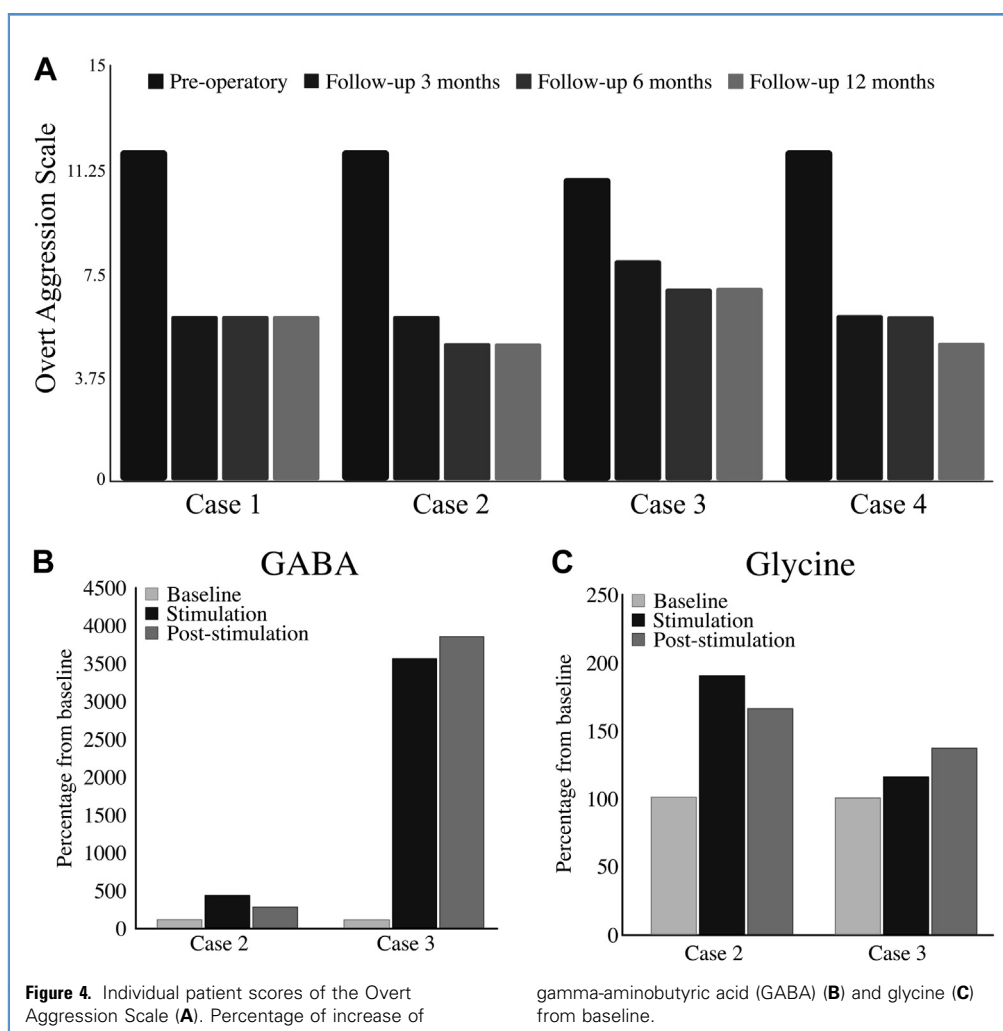 A
15
Pre-operatory Follow-up 3 months Follow-up 6 months Follow-up 12 months
Overt Aggression Scale
11.25
7.5
3.75
0
Case 1 Case 2 Case 3 Case 4
B
GABA
Baseline
Stimulation
Post-stimulation
Percentage from baseline
4500
4000
3500
3000
2500
2000
1500
1000
500
0
Case 2 Case 3
C
Glycine
Baseline
Stimulation
Post-stimulation
Percentage from baseline
250
200
150
100
50
0
Case 2 Case 3
Figure 4. Individual patient scores of the Overt
Aggression Scale (A). Percentage of increase of
gamma-aminobutyric acid (GABA) (B) and glycine (C)
from baseline.